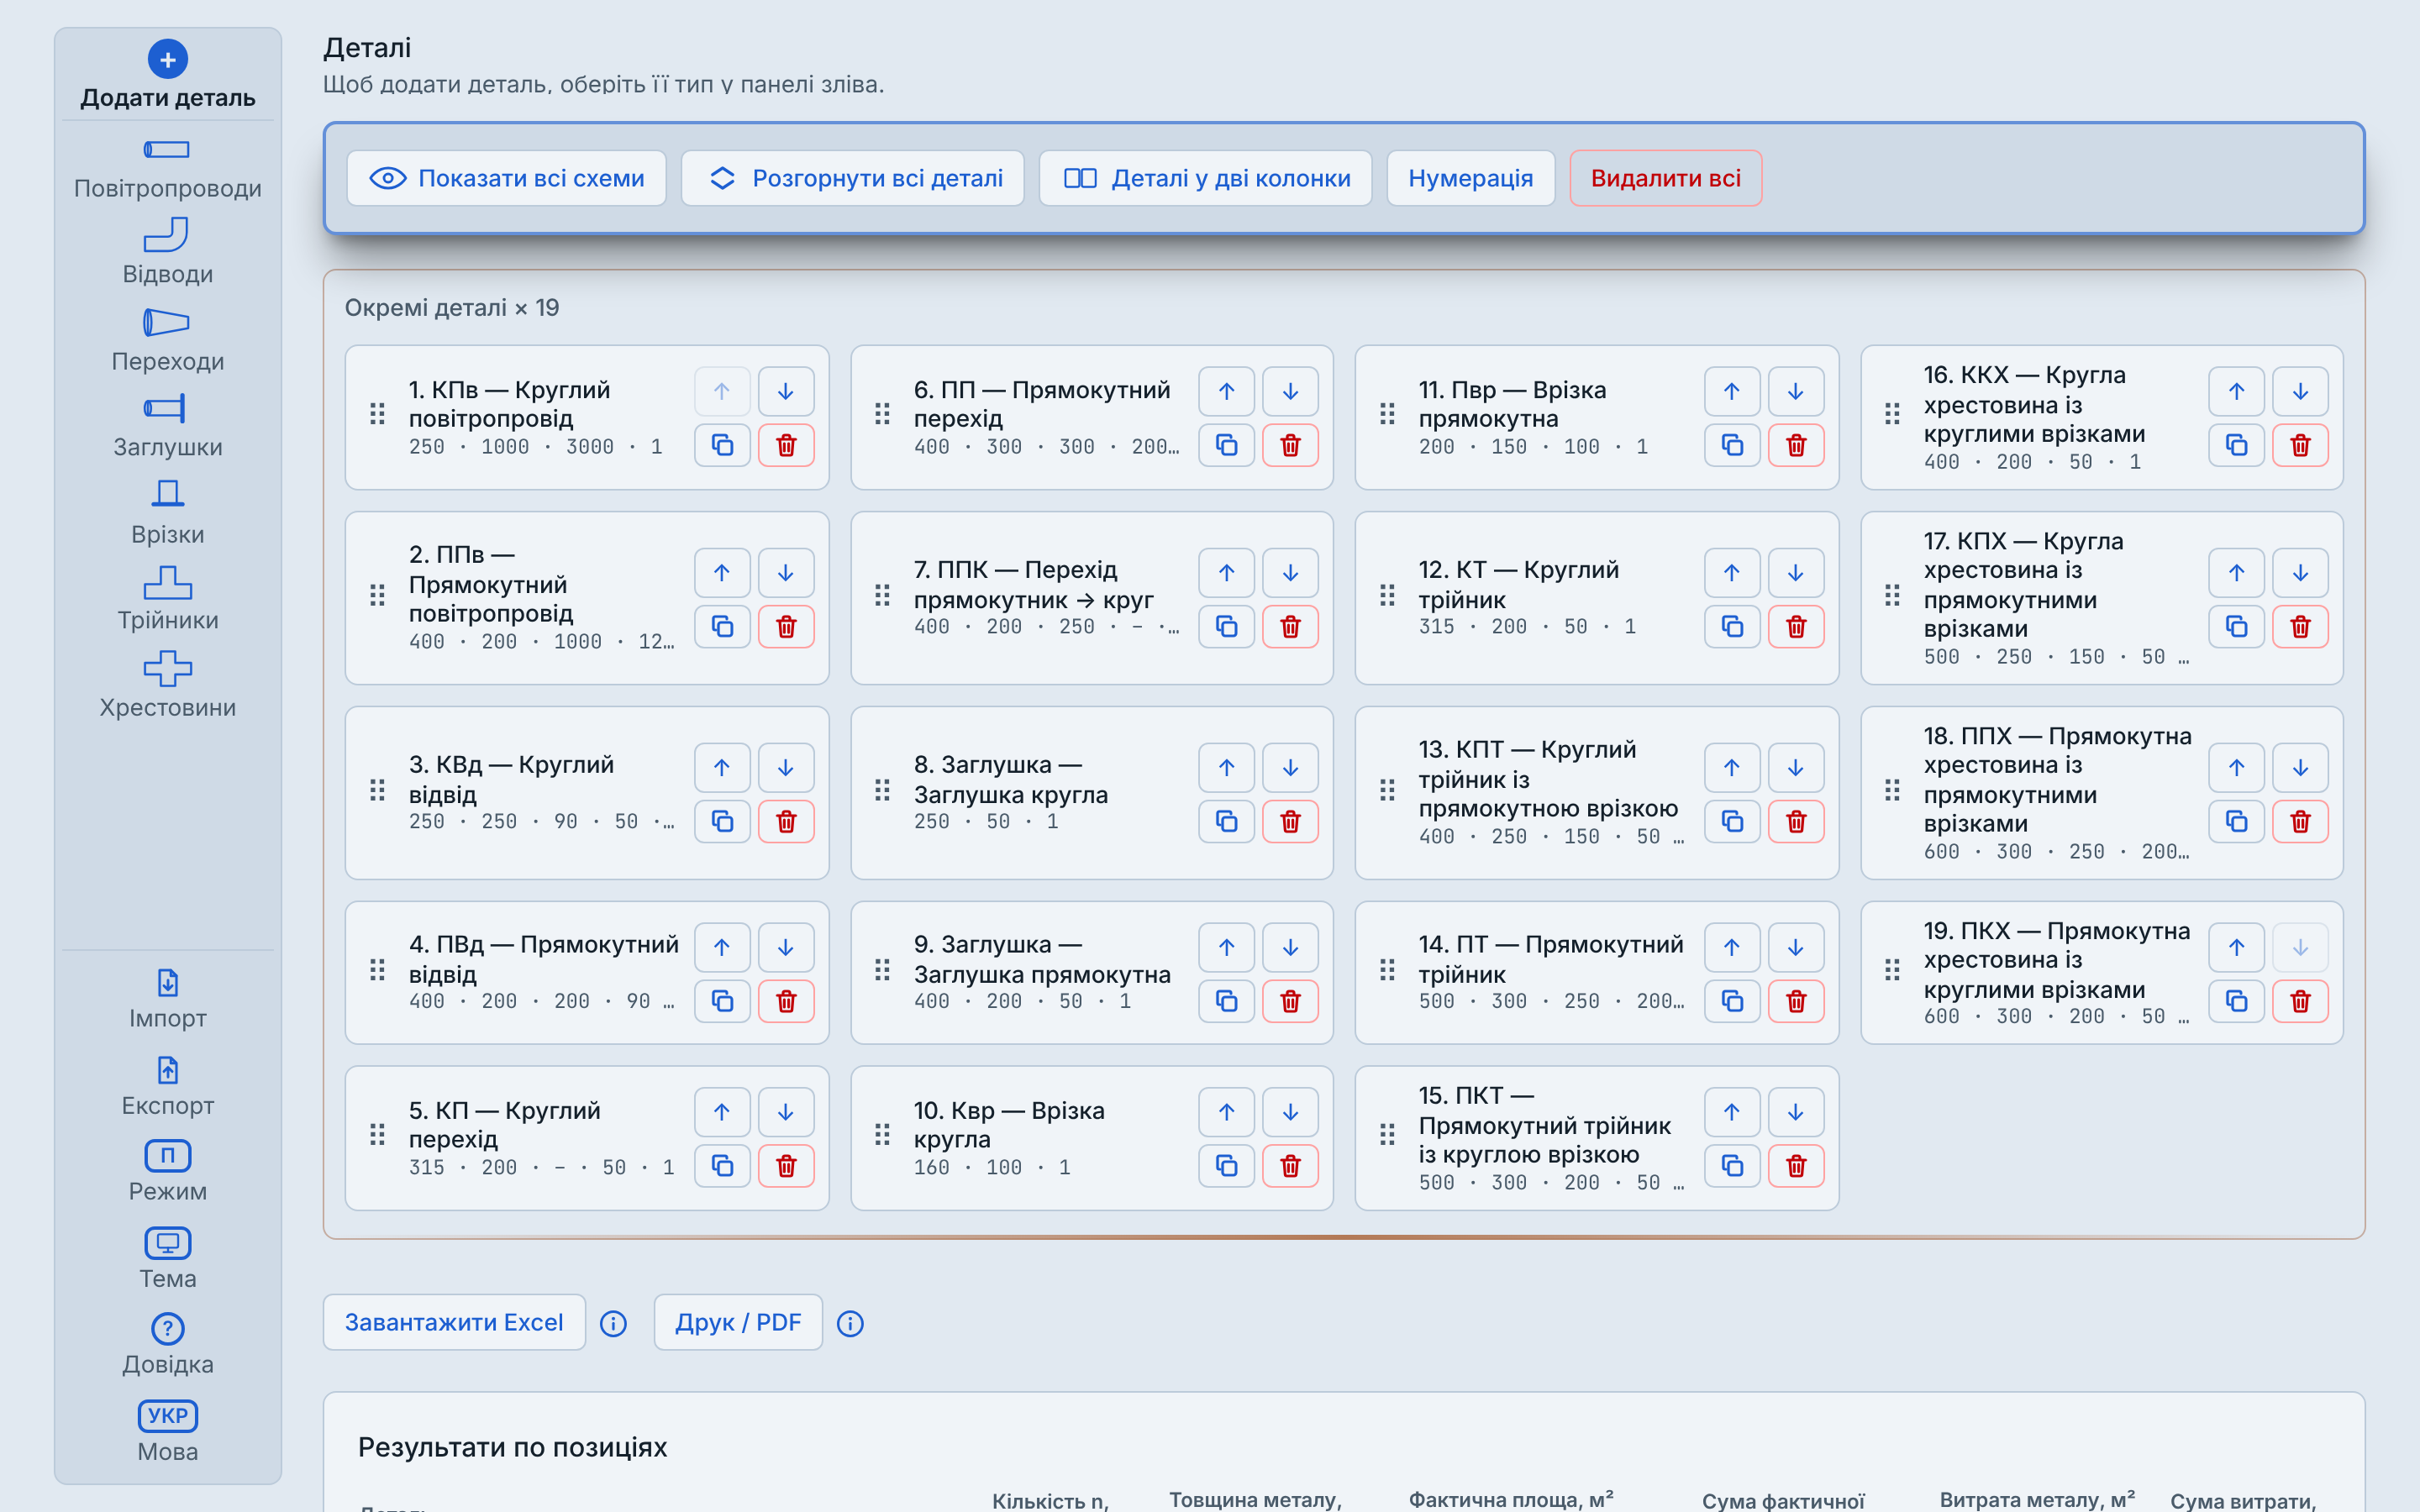 +
Додати деталь
Повітропроводи
Відводи
Переходи
Заглушки
Врізки
Трійники
Хрестовини
Імпорт
Експорт
П
Режим
Тема
?
Довідка
УКР
Мова
Деталі
Щоб додати деталь, оберіть її тип у панелі зліва.
Показати всі схеми
Розгорнути всі деталі
Деталі у дві колонки
Нумерація
Видалити всі
Окремі деталі × 19
1. КПв — Круглий
повітропровід
250 · 1000 · 3000 · 1
2. ППв —
Прямокутний
повітропровід
400 · 200 · 1000 · 12…
3. КВд — Круглий
відвід
250 · 250 · 90 · 50 ·…
4. ПВд — Прямокутний
відвід
400 · 200 · 200 · 90 …
5. КП — Круглий
перехід
315 · 200 · – · 50 · 1
6. ПП — Прямокутний
перехід
400 · 300 · 300 · 200…
7. ППК — Перехід
прямокутник → круг
400 · 200 · 250 · – ·…
8. Заглушка —
Заглушка кругла
250 · 50 · 1
9. Заглушка —
Заглушка прямокутна
400 · 200 · 50 · 1
10. Квр — Врізка
кругла
160 · 100 · 1
11. Пвр — Врізка
прямокутна
200 · 150 · 100 · 1
12. КТ — Круглий
трійник
315 · 200 · 50 · 1
13. КПТ — Круглий
трійник із
прямокутною врізкою
400 · 250 · 150 · 50 …
14. ПТ — Прямокутний
трійник
500 · 300 · 250 · 200…
15. ПКТ —
Прямокутний трійник
із круглою врізкою
500 · 300 · 200 · 50 …
16. ККХ — Кругла
хрестовина із
круглими врізками
400 · 200 · 50 · 1
17. КПХ — Кругла
хрестовина із
прямокутними
врізками
500 · 250 · 150 · 50 …
18. ППХ — Прямокутна
хрестовина із
прямокутними
врізками
600 · 300 · 250 · 200…
19. ПКХ — Прямокутна
хрестовина із
круглими врізками
600 · 300 · 200 · 50 …
Завантажити Excel
Друк / PDF
Результати по позиціях
Кількість n,
Товщина металу,
Фактична площа, м²
Сума фактичної
Витрата металу, м²
Сума витрати,